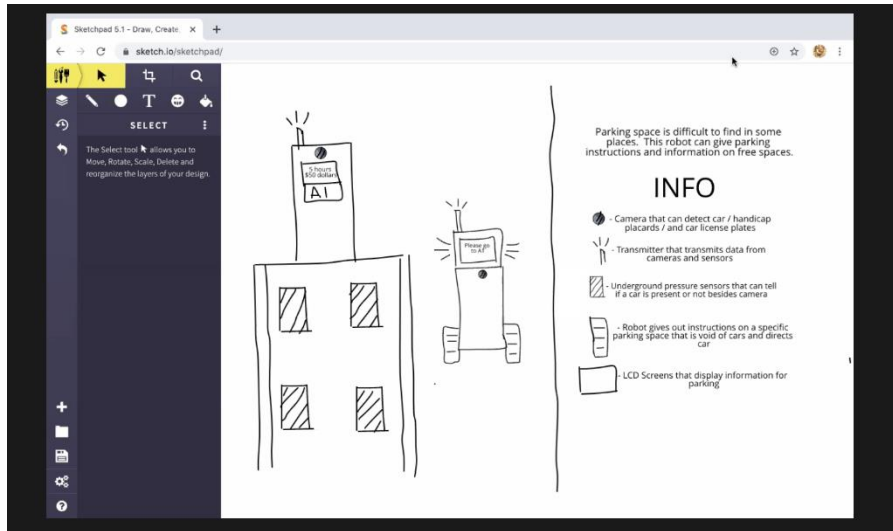 Sketchpad 5.1 - Draw, Create,
sketch.io/sketchpad/
SELECT
The Select tool allows you to
Move, Rotate, Scale, Delete and
reorganize the layers of your design.
5 hours
$50 dollars
A1
Please go
to A1
Parking space is difficult to find in some
places. This robot can give parking
instructions and information on free spaces.
INFO
- Camera that can detect car / handicap
placards / and car license plates
- Transmitter that transmits data from
cameras and sensors
- Underground pressure sensors that can tell
if a car is present or not besides camera
- Robot gives out instructions on a specific
parking space that is void of cars and directs
car
- LCD Screens that display information for
parking